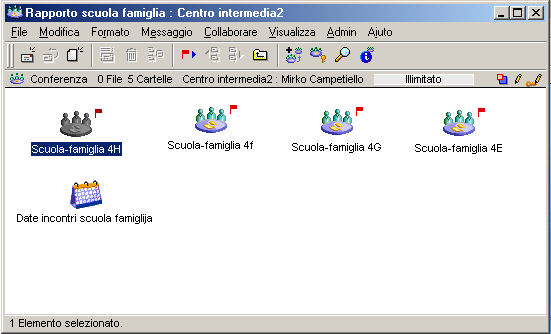 Rapporto scuola famiglia : Centro intermedia2
File Modifica Formato Messaggio Collaborare Visualizza Admin Aiuto
Conferenza 0 File 5 Cartelle Centro intermedia2 : Mirko Campetiello Illimitato
Scuola-famiglia 4H Scuola-famiglia 4f Scuola-famiglia 4G Scuola-famiglia 4E
Date incontri scuola famiglija
1 Elemento selezionato.